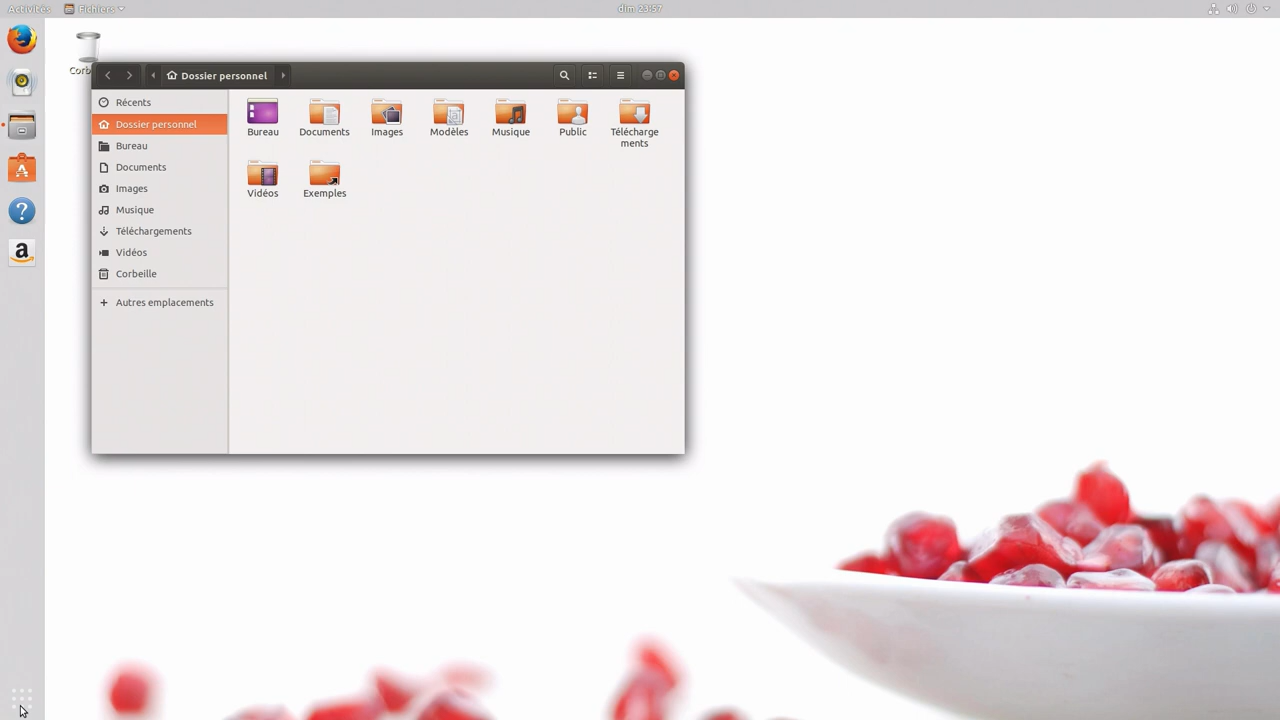 Activités
Fichiers
dim 23:57
Corb
Dossier personnel
Récents
Dossier personnel
Bureau
Documents
Images
Musique
Téléchargements
Vidéos
Corbeille
Autres emplacements
Bureau
Documents
Images
Modèles
Musique
Public
Télécharge
ments
Vidéos
Exemples